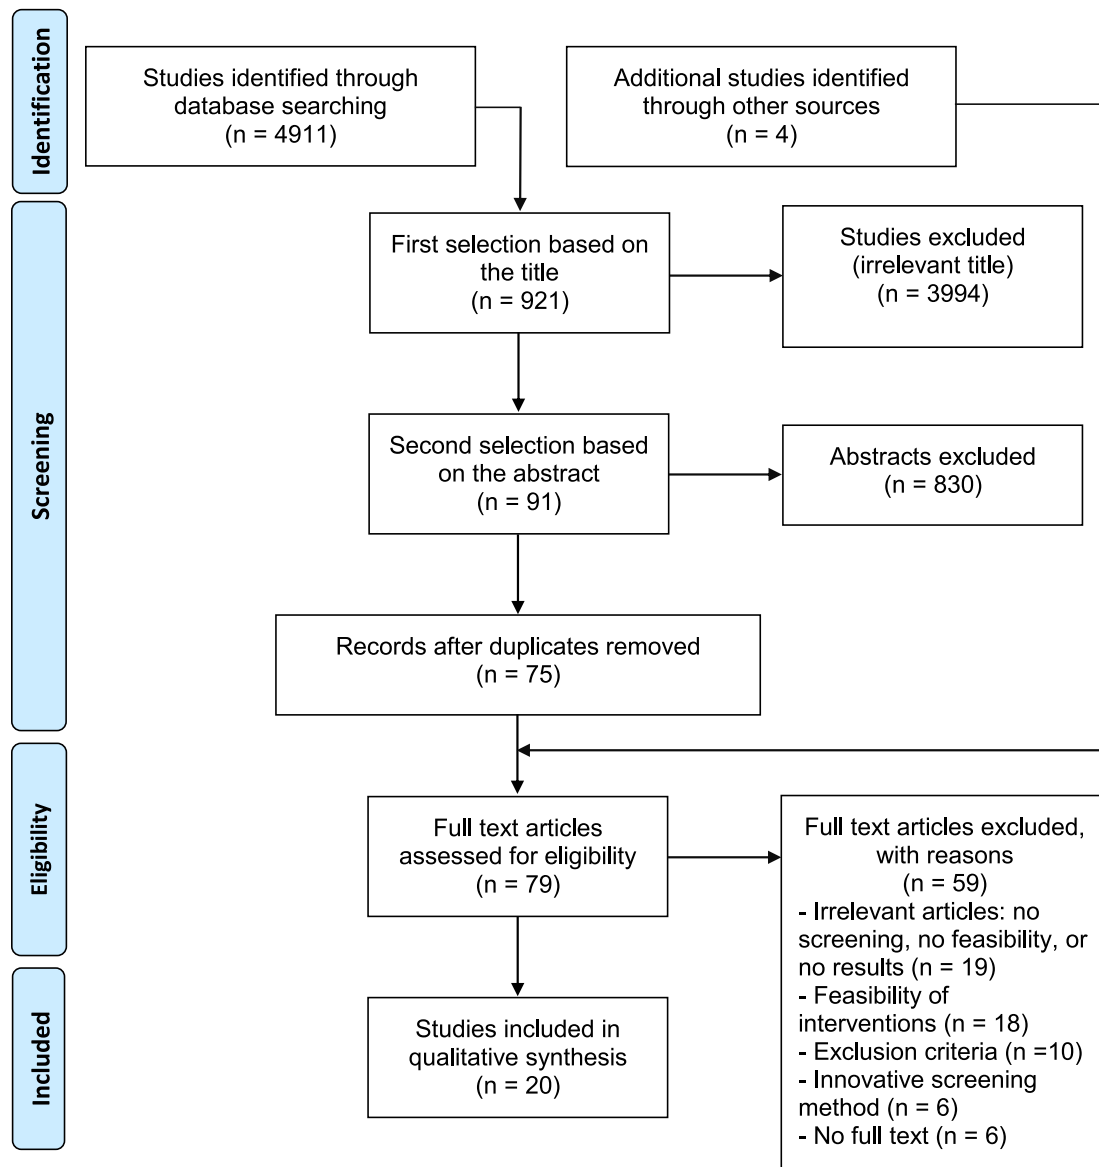 Identification
Studies identified through
database searching
(n = 4911)
Additional studies identified
through other sources
(n = 4)
Screening
First selection based on
the title
(n = 921)
Studies excluded
(irrelevant title)
(n = 3994)
Second selection based
on the abstract
(n = 91)
Abstracts excluded
(n = 830)
Records after duplicates removed
(n = 75)
Eligibility
Full text articles
assessed for eligibility
(n = 79)
Full text articles excluded,
with reasons
(n = 59)
- Irrelevant articles: no
screening, no feasibility, or
no results (n = 19)
- Feasibility of
interventions (n = 18)
- Exclusion criteria (n =10)
- Innovative screening
method (n = 6)
- No full text (n = 6)
Included
Studies included in
qualitative synthesis
(n = 20)